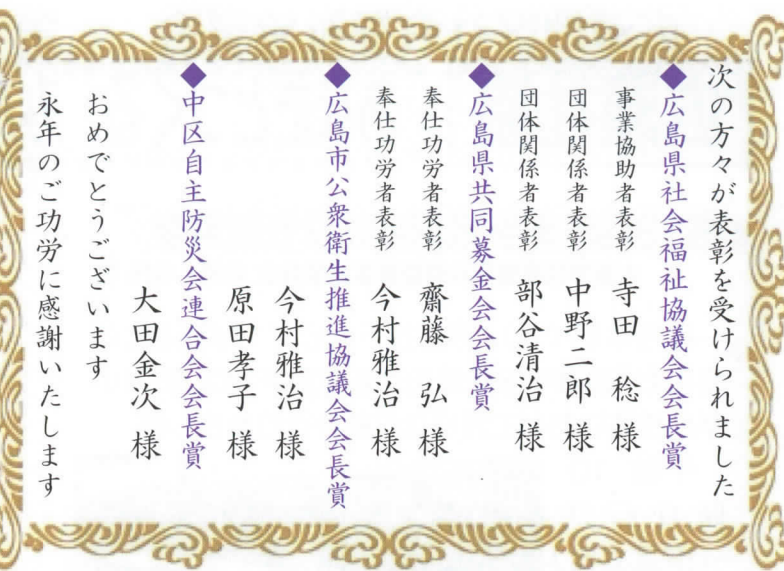 次の方々が表彰を受けられました
◆広島県社会福祉協議会会長賞
事業協助者表彰 寺田 稔 様
団体関係者表彰 中野二郎 様
団体関係者表彰 部谷清治 様
◆広島県共同募金会会長賞
奉仕功労者表彰 齋藤 弘 様
奉仕功労者表彰 今村雅治 様
◆広島市公衆衛生推進協議会会長賞
今村雅治 様
原田孝子 様
◆中区自主防災会連合会会長賞
大田金次 様
おめでとうございます
永年のご功労に感謝いたします